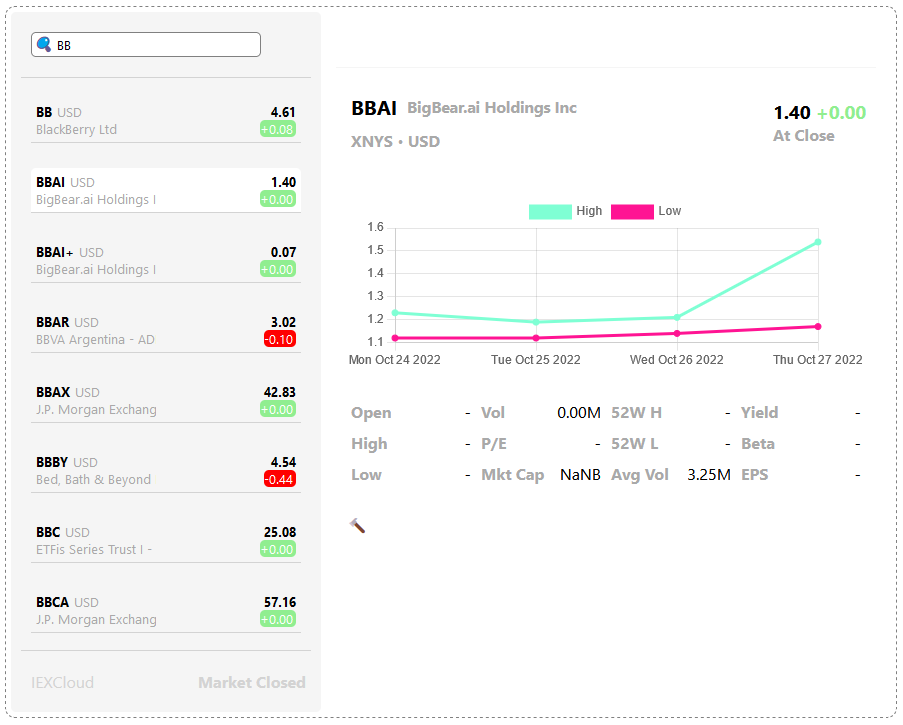 BB
BB USD 4.61
BlackBerry Ltd +0.08
BBAI USD 1.40
BigBear.ai Holdings I +0.00
BBAI+ USD 0.07
BigBear.ai Holdings I +0.00
BBAR USD 3.02
BBVA Argentina - AD -0.10
BBAX USD 42.83
J.P. Morgan Exchang +0.00
BBBY USD 4.54
Bed, Bath & Beyond -0.44
BBC USD 25.08
ETFis Series Trust I - +0.00
BBCA USD 57.16
J.P. Morgan Exchang +0.00
IEXCloud Market Closed
BBAI BigBear.ai Holdings Inc 1.40 +0.00
XNYS • USD At Close
High Low
1.6
1.5
1.4
1.3
1.2
1.1
Mon Oct 24 2022 Tue Oct 25 2022 Wed Oct 26 2022 Thu Oct 27 2022
Open - Vol 0.00M 52W H - Yield -
High - P/E - 52W L - Beta -
Low - Mkt Cap NaNB Avg Vol 3.25M EPS -